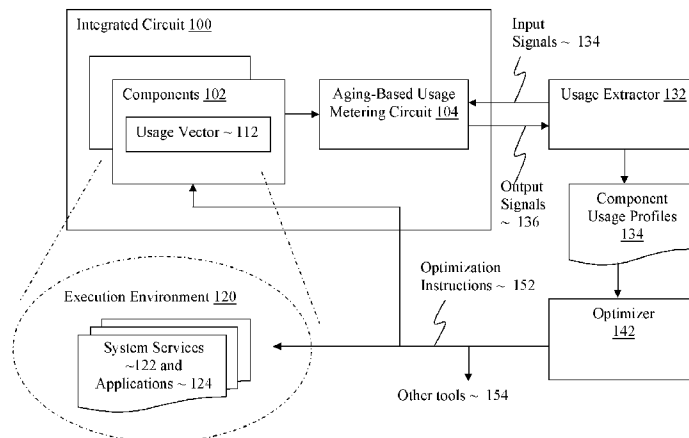 Integrated Circuit 100
Input
Signals ~ 134
Components 102
Usage Vector ~ 112
Aging-Based Usage
Metering Circuit 104
Usage Extractor 132
Output
Signals
~ 136
Component
Usage Profiles
134
Optimization
Instructions ~ 152
Execution Environment 120
Optimizer
142
System Services
~122 and
Applications ~ 124
Other tools ~ 154